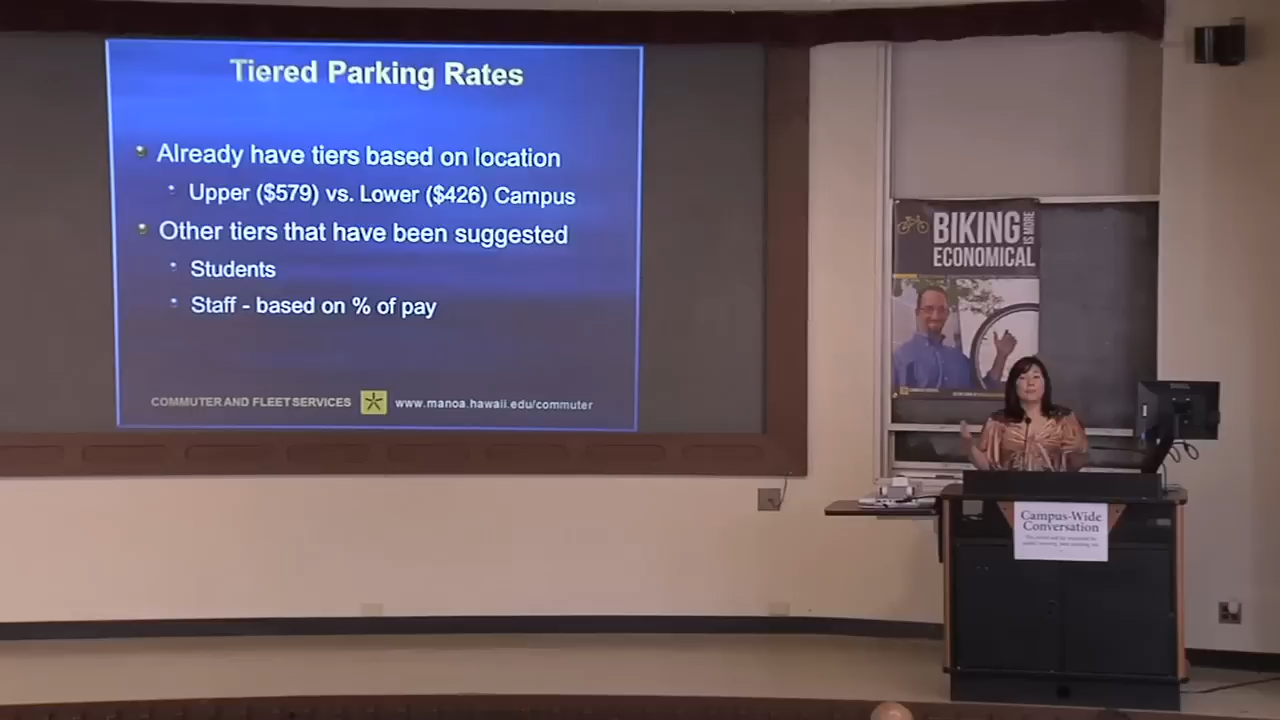 Tiered Parking Rates
Already have tiers based on location
Upper ($579) vs. Lower ($426) Campus
Other tiers that have been suggested
Students
Staff - based on % of pay
COMMUTER AND FLEET SERVICES
www.manoa.hawaii.edu/commuter
BIKING
IS MORE
ECONOMICAL
Campus-Wide
Conversation